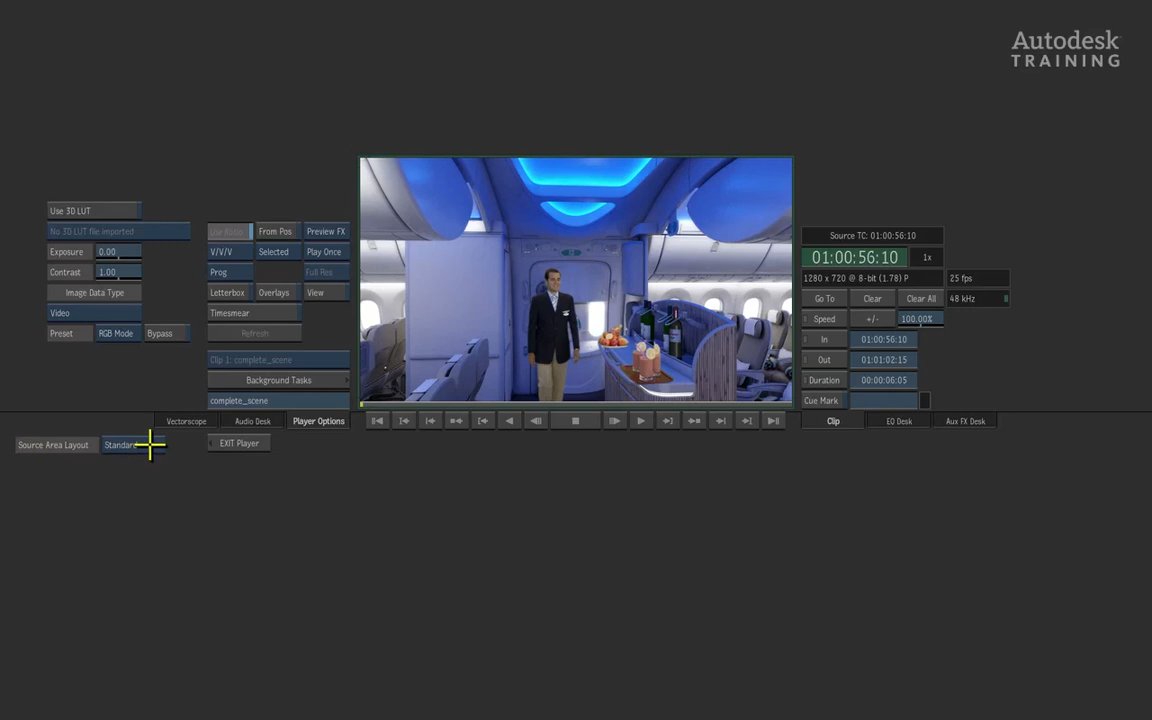 Autodesk
TRAINING
Use 3D LUT
No 3D LUT file imported
Exposure 0.00
Contrast 1.00
Image Data Type
Video
Preset RGB Mode Bypass
From Pos Preview FX
V/V/V Selected Play Once
Prog Full Res
Letterbox Overlays View
Timesmear
Refresh
Clip 1: complete_scene
Background Tasks
complete_scene
Source TC: 01:00:56:10
01:00:56:10 1x
1280 x 720 @ 8-bit (1.78) P 25 fps
Go To Clear Clear All 48 kHz
Speed +/- 100.00%
In 01:00:56:10
Out 01:01:02:15
Duration 00:00:06:05
Cue Mark
Vectorscope Audio Desk Player Options Clip EQ Desk Aux FX Desk
Source Area Layout Standard EXIT Player